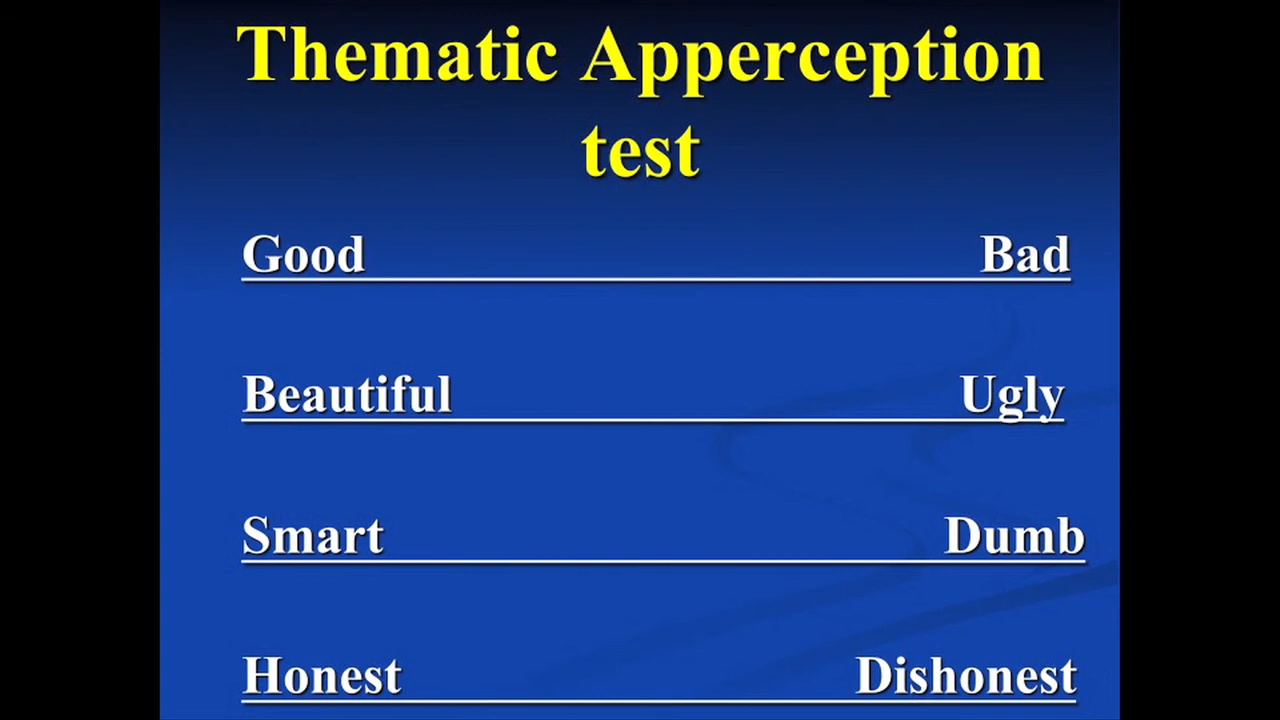 Thematic Apperception
test
Good Bad
Beautiful Ugly
Smart Dumb
Honest Dishonest